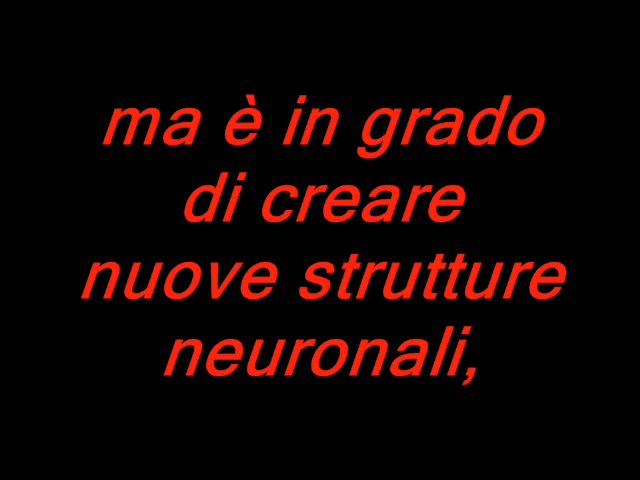 ma è in grado
di creare
nuove strutture
neuronali,